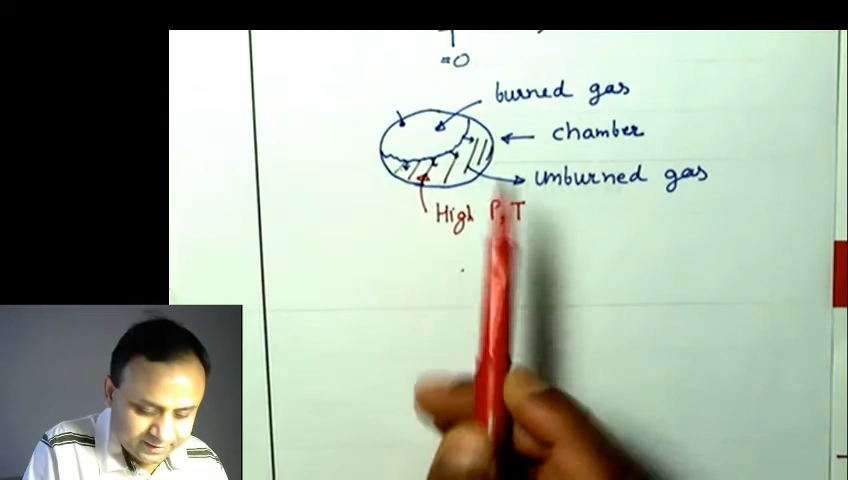 =0
burned gas
chamber
unburned gas
High P, T